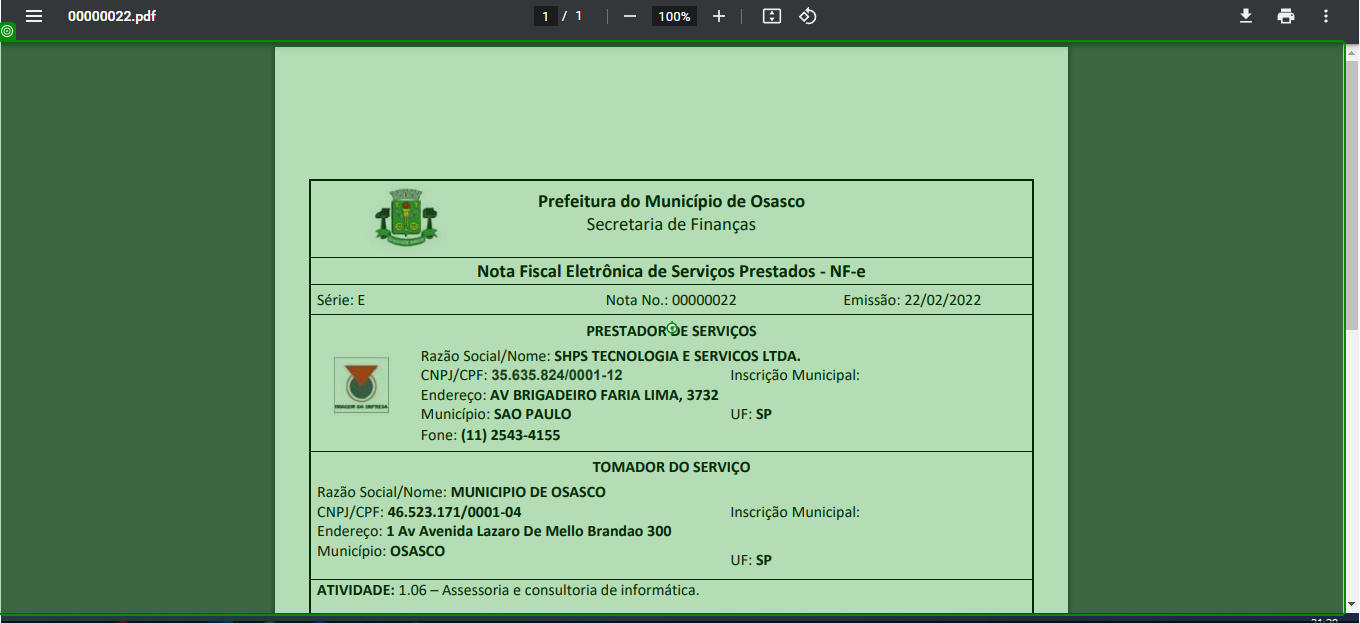 00000022.pdf
1 / 1
100%
Prefeitura do Município de Osasco
Secretaria de Finanças
Nota Fiscal Eletrônica de Serviços Prestados - NF-e
Série: E Nota No.: 00000022 Emissão: 22/02/2022
PRESTADOR DE SERVIÇOS
Razão Social/Nome: SHPS TECNOLOGIA E SERVICOS LTDA.
CNPJ/CPF: 35.635.824/0001-12 Inscrição Municipal:
Endereço: AV BRIGADEIRO FARIA LIMA, 3732
IMAGEM DA EMPRESA
Município: SAO PAULO UF: SP
Fone: (11) 2543-4155
TOMADOR DO SERVIÇO
Razão Social/Nome: MUNICIPIO DE OSASCO
CNPJ/CPF: 46.523.171/0001-04 Inscrição Municipal:
Endereço: 1 Av Avenida Lazaro De Mello Brandao 300
Município: OSASCO
UF: SP
ATIVIDADE: 1.06 – Assessoria e consultoria de informática.